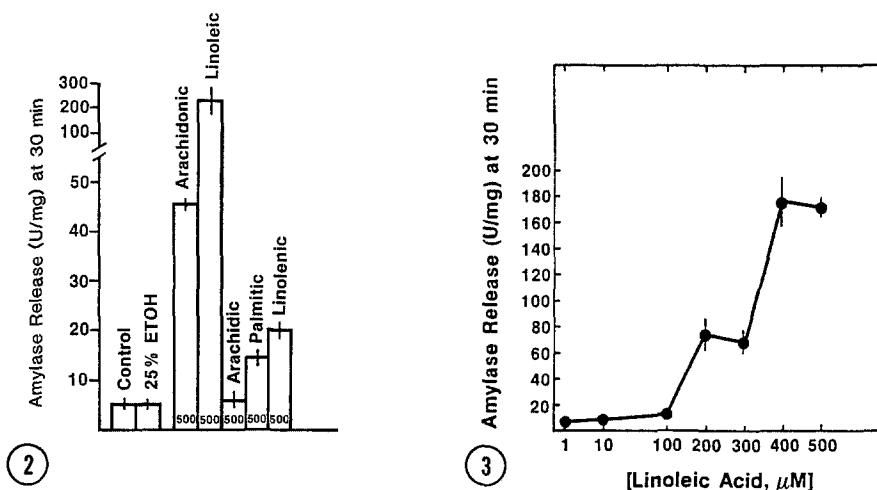 Amylase Release (U/mg) at 30 min
300
200
100
50
40
30
20
10
Control
25% ETOH
Arachidonic
Linoleic
Arachidic
Palmitic
Linolenic
500
500
500
500
500
2
Amylase Release (U/mg) at 30 min
200
180
160
140
120
100
80
60
40
20
1 10 100 200 300 400 500
[Linoleic Acid, μM]
3